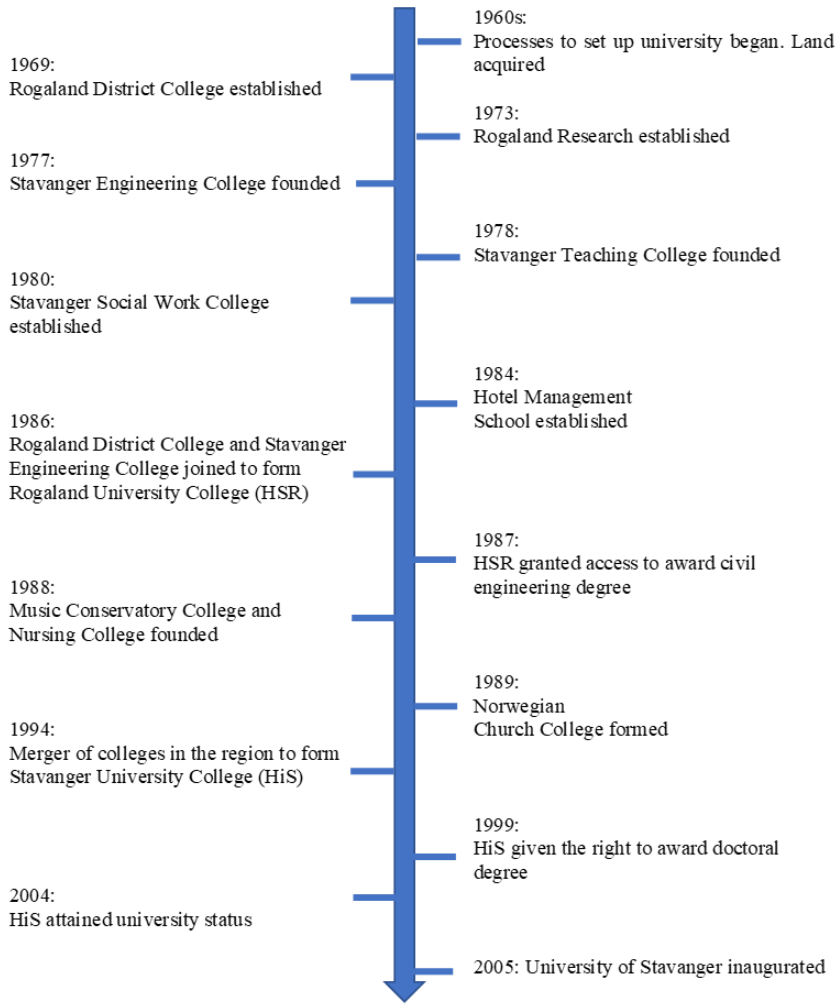 1960s:
Processes to set up university began. Land
acquired
1969:
Rogaland District College established
1973:
Rogaland Research established
1977:
Stavanger Engineering College founded
1978:
Stavanger Teaching College founded
1980:
Stavanger Social Work College
established
1984:
Hotel Management
School established
1986:
Rogaland District College and Stavanger
Engineering College joined to form
Rogaland University College (HSR)
1987:
HSR granted access to award civil
engineering degree
1988:
Music Conservatory College and
Nursing College founded
1989:
Norwegian
Church College formed
1994:
Merger of colleges in the region to form
Stavanger University College (HiS)
1999:
HiS given the right to award doctoral
degree
2004:
HiS attained university status
2005: University of Stavanger inaugurated